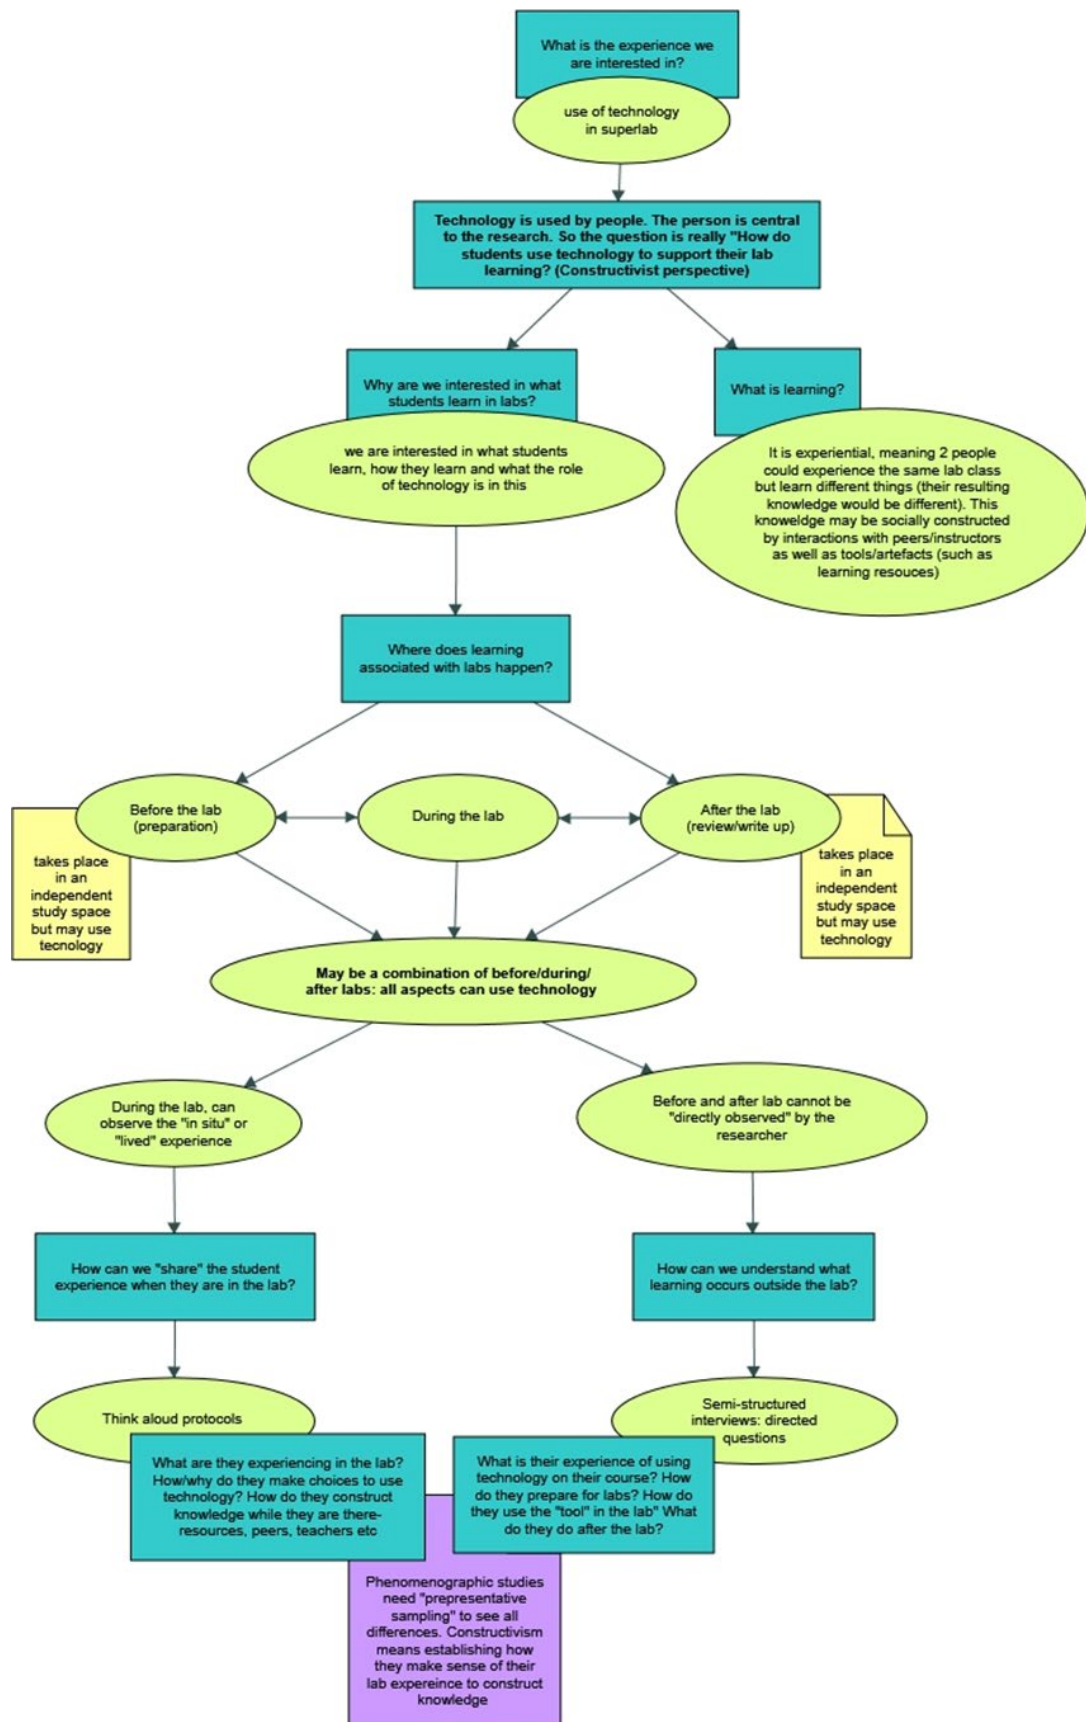 What is the experience we
are interested in?
use of technology
in superlab
Technology is used by people. The person is central
to the research. So the question is really "How do
students use technology to support their lab
learning? (Constructivist perspective)
Why are we interested in what
students learn in labs?
we are interested in what students
learn, how they learn and what the role
of technology is in this
What is learning?
It is experiential, meaning 2 people
could experience the same lab class
but learn different things (their resulting
knowledge would be different). This
knoweldge may be socially constructed
by interactions with peers/instructors
as well as tools/artefacts (such as
learning resouces)
Where does learning
associated with labs happen?
Before the lab
(preparation)
During the lab
After the lab
(review/write up)
takes place
in an
independent
study space
but may use
tecnology
takes place
in an
independent
study space
but may use
technology
May be a combination of before/during/
after labs: all aspects can use technology
During the lab, can
observe the "in situ" or
"lived" experience
Before and after lab cannot be
"directly observed" by the
researcher
How can we "share" the student
experience when they are in the lab?
How can we understand what
learning occurs outside the lab?
Think aloud protocols
Semi-structured
interviews: directed
questions
What are they experiencing in the lab?
How/why do they make choices to use
technology? How do they construct
knowledge while they are there-
resources, peers, teachers etc
What is their experience of using
technology on their course? How
do they prepare for labs? How do
they use the "tool" in the lab" What
do they do after the lab?
Phenomenographic studies
need "prepresentative
sampling" to see all
differences. Constructivism
means establishing how
they make sense of their
lab expereince to construct
knowledge